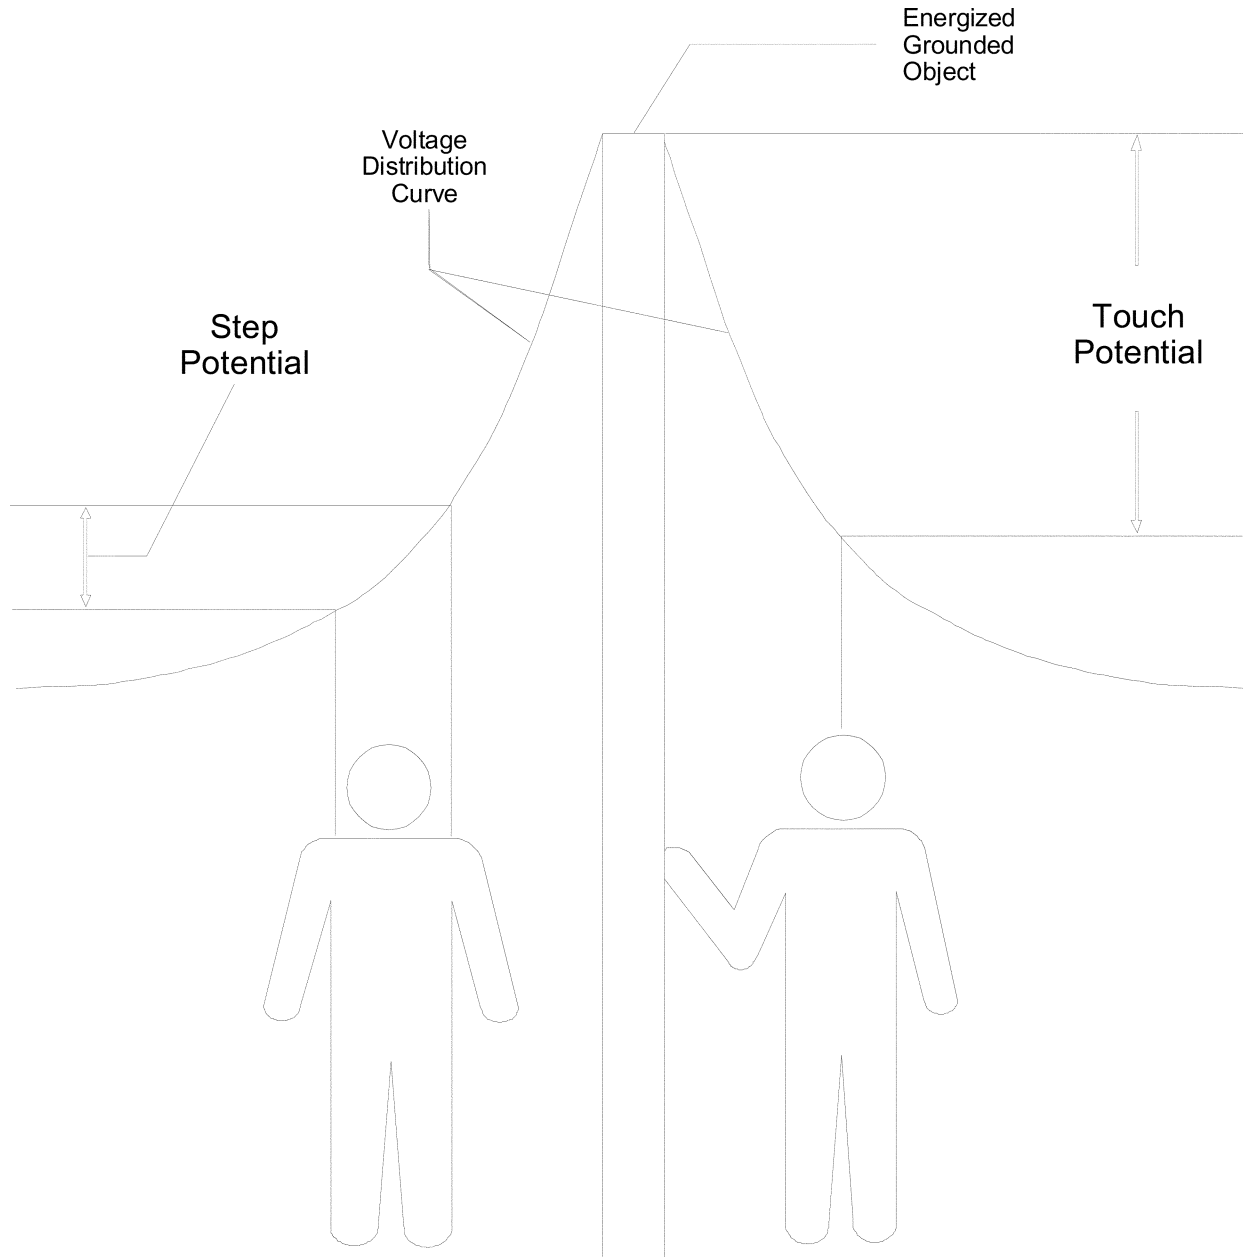 Energized
Grounded
Object
Voltage
Distribution
Curve
Step
Potential
Touch
Potential